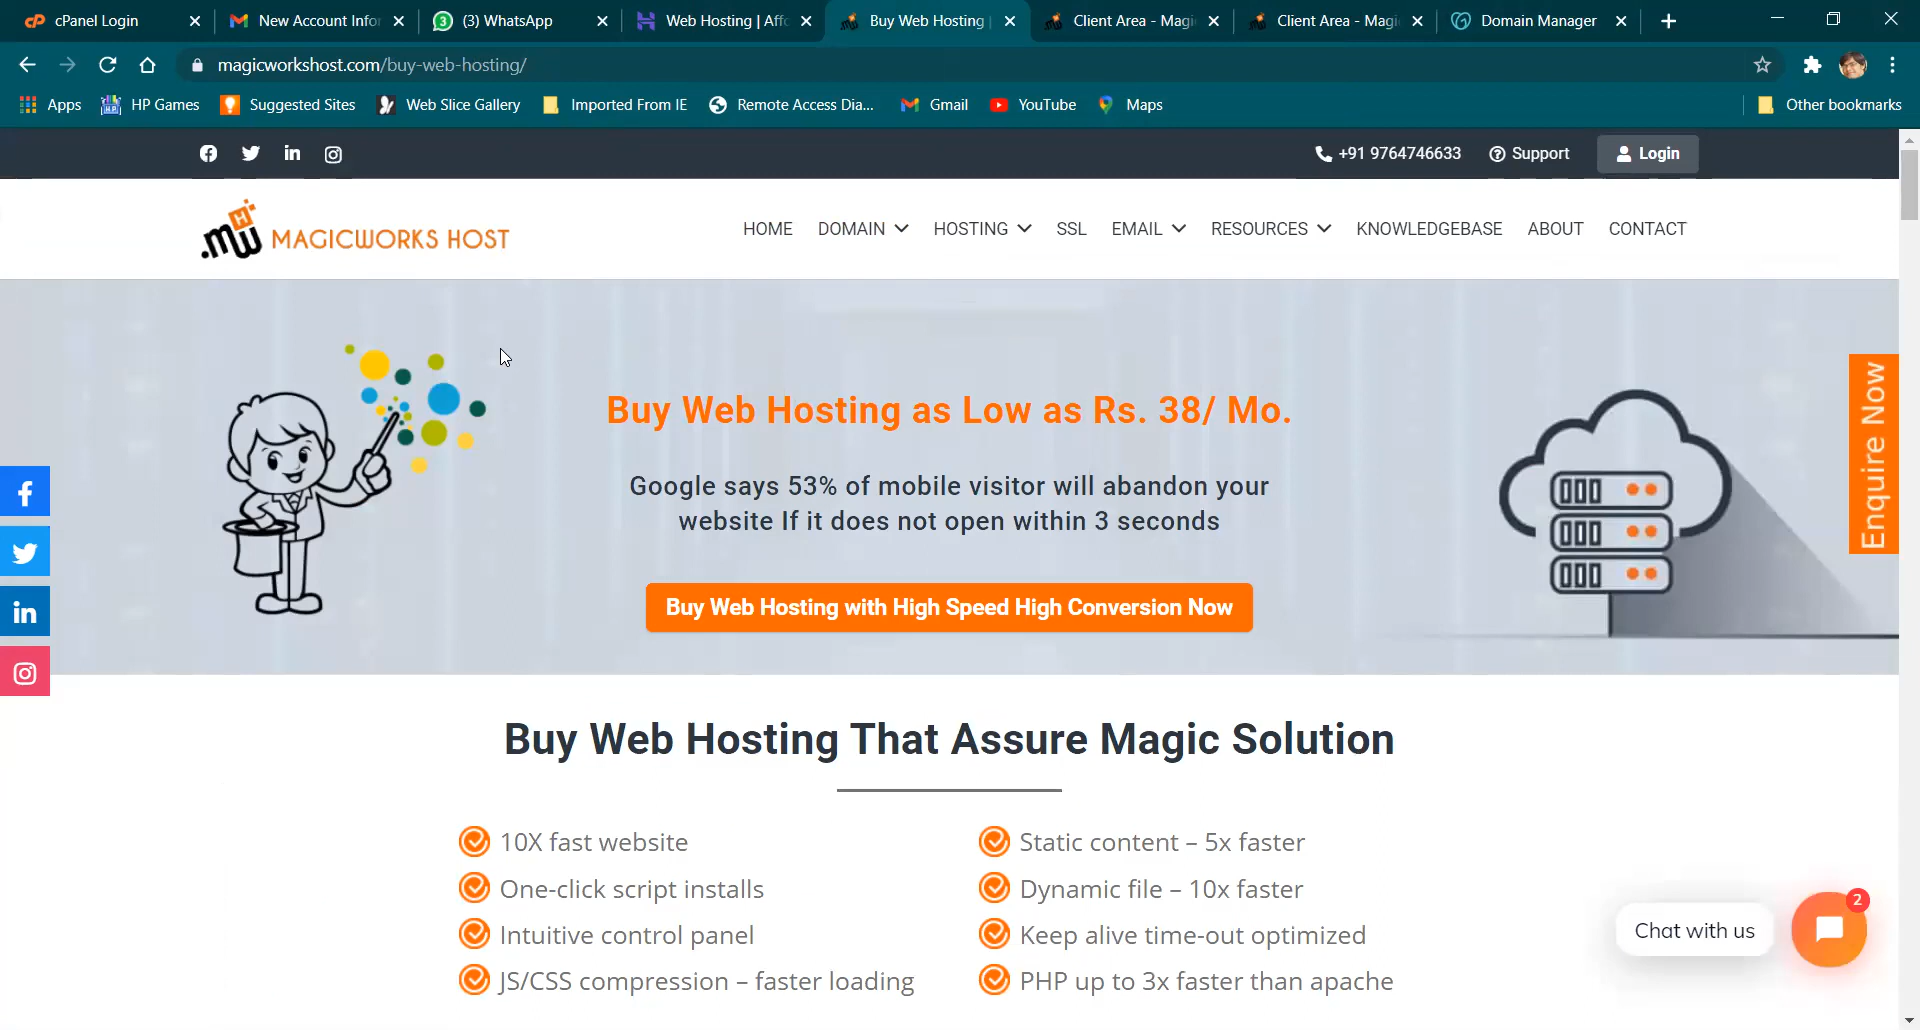 cPanel Login
New Account Infor
(3) WhatsApp
Web Hosting | Affo
Buy Web Hosting |
Client Area - Magi
Client Area - Magi
Domain Manager
magicworkshost.com/buy-web-hosting/
Apps
HP Games
Suggested Sites
Web Slice Gallery
Imported From IE
Remote Access Dia...
Gmail
YouTube
Maps
Other bookmarks
+91 9764746633
Support
Login
.mW H MAGICWORKS HOST
HOME
DOMAIN
HOSTING
SSL
EMAIL
RESOURCES
KNOWLEDGEBASE
ABOUT
CONTACT
Buy Web Hosting as Low as Rs. 38/ Mo.
Google says 53% of mobile visitor will abandon your
website If it does not open within 3 seconds
Buy Web Hosting with High Speed High Conversion Now
Enquire Now
Buy Web Hosting That Assure Magic Solution
10X fast website
Static content – 5x faster
One-click script installs
Dynamic file – 10x faster
Intuitive control panel
Keep alive time-out optimized
JS/CSS compression – faster loading
PHP up to 3x faster than apache
Chat with us
2